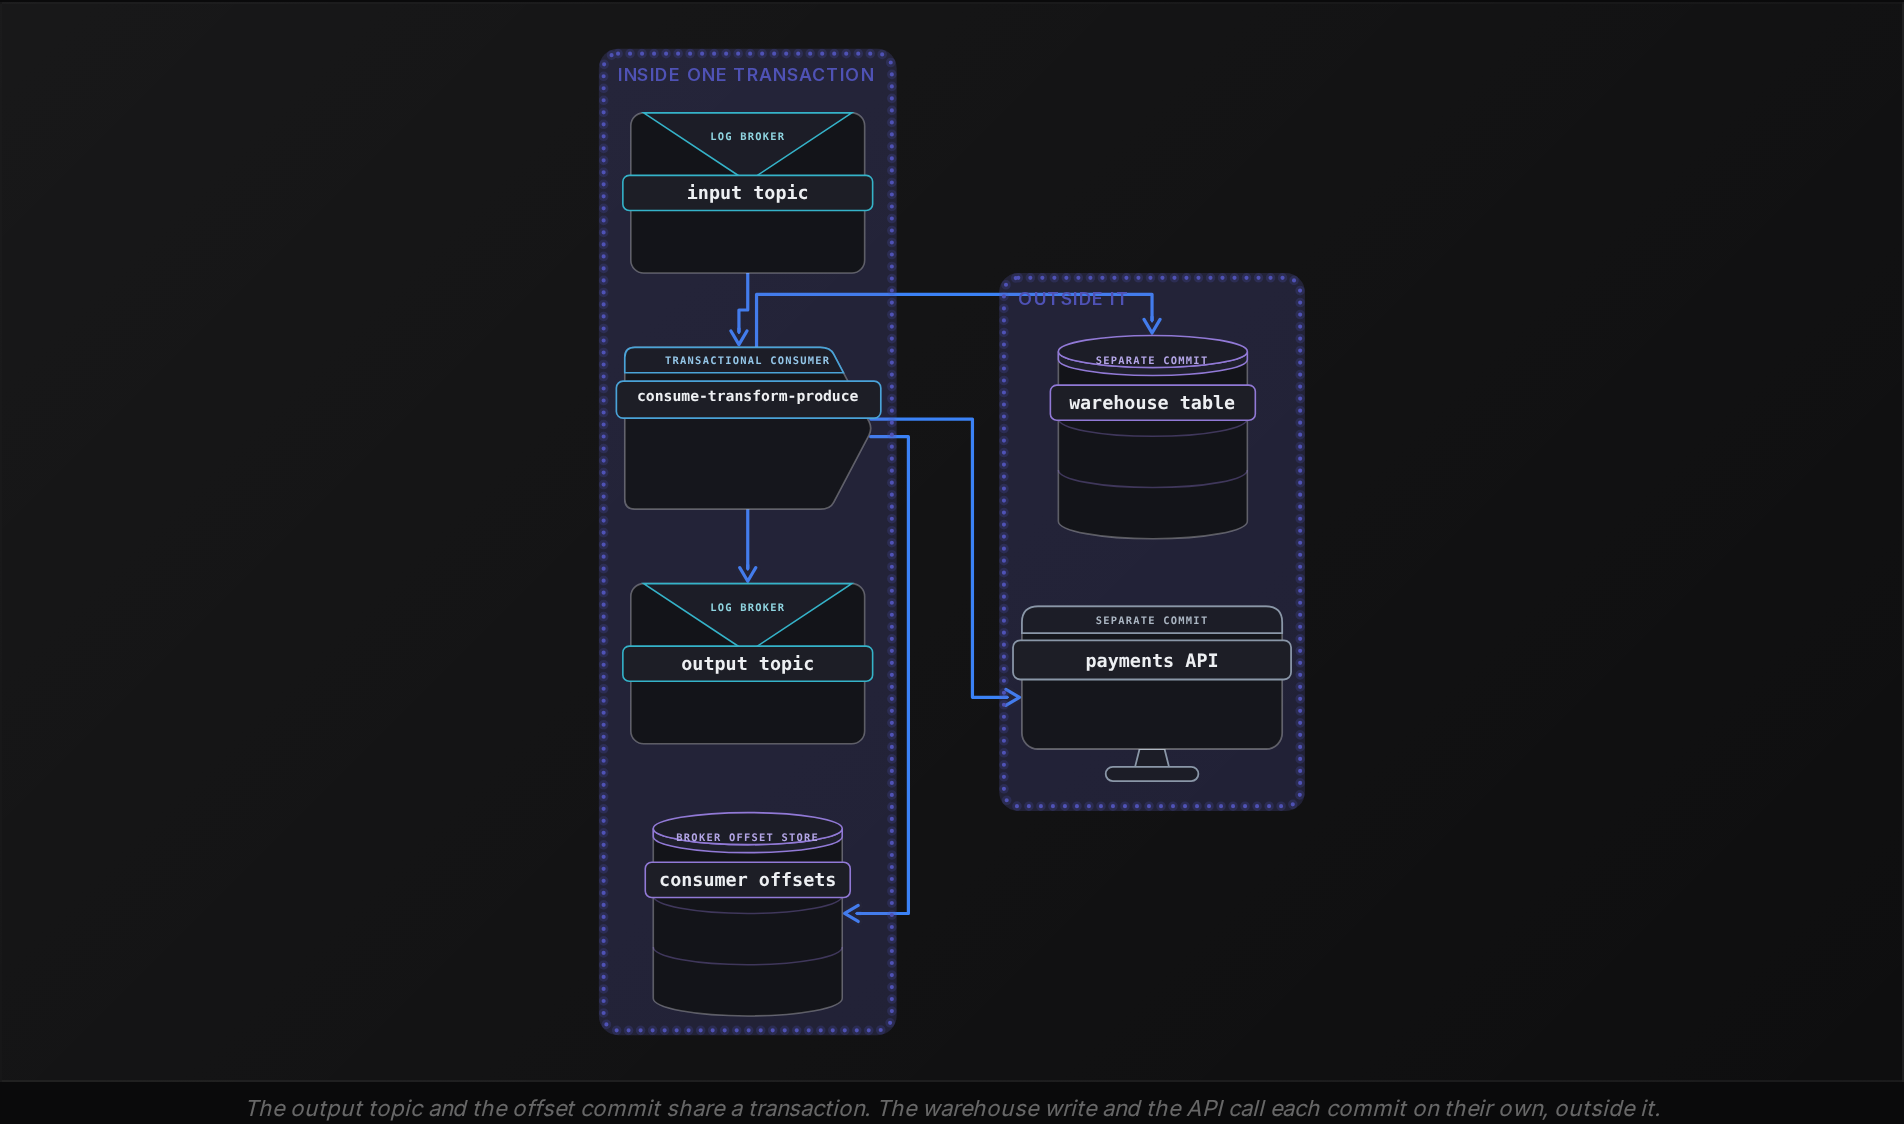 INSIDE ONE TRANSACTION
LOG BROKER
input topic
OUTSIDE IT
TRANSACTIONAL CONSUMER
consume-transform-produce
SEPARATE COMMIT
warehouse table
LOG BROKER
output topic
SEPARATE COMMIT
payments API
BROKER OFFSET STORE
consumer offsets
The output topic and the offset commit share a transaction. The warehouse write and the API call each commit on their own, outside it.